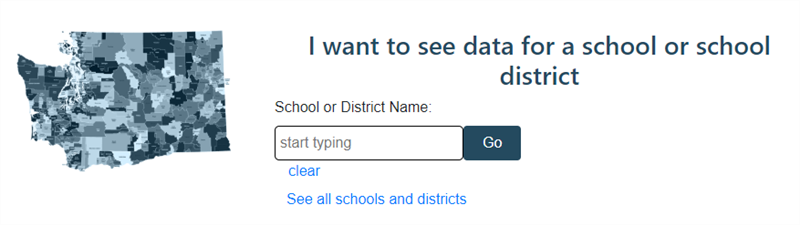 I want to see data for a school or school
district
School or District Name:
start typing
Go
clear
See all schools and districts